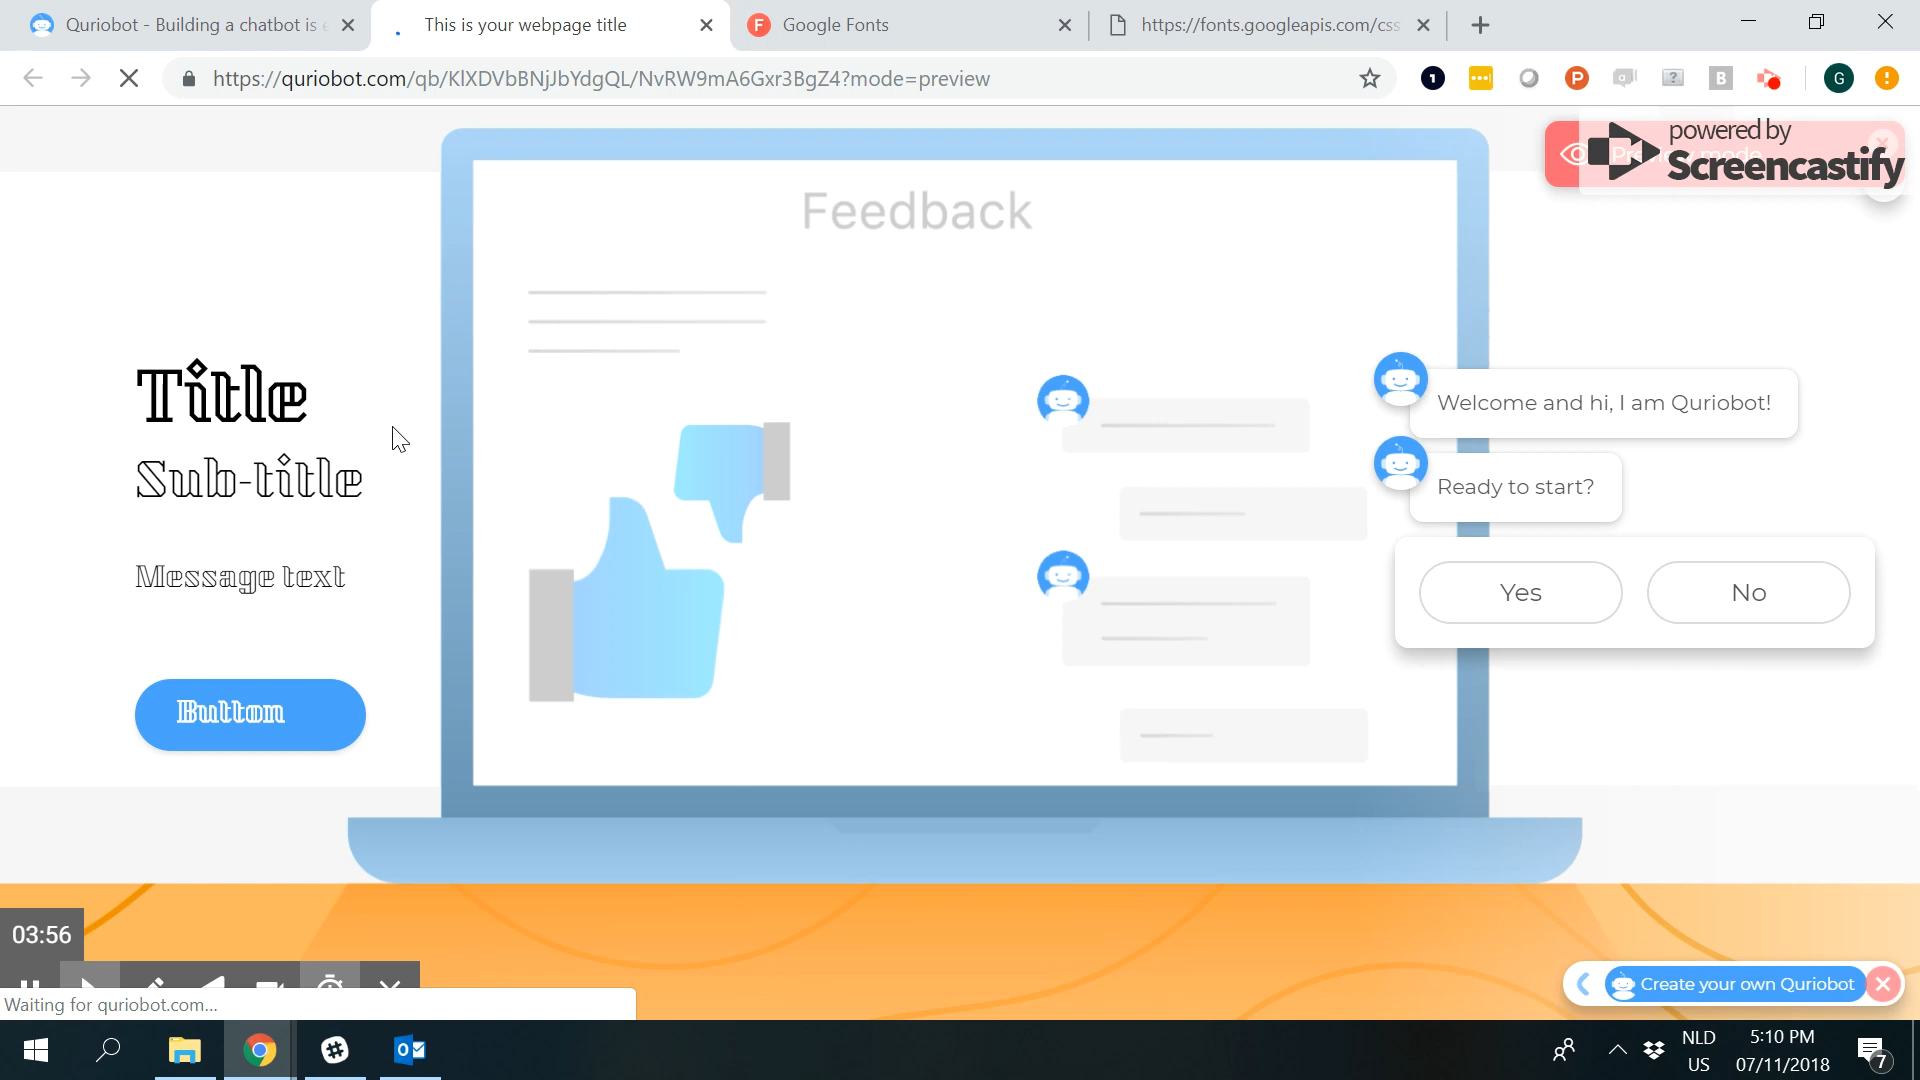 Quriobot - Building a chatbot is e
This is your webpage title
Google Fonts
https://fonts.googleapis.com/css
https://quriobot.com/qb/KlXDVbBNjJbYdgQL/NvRW9mA6Gxr3BgZ4?mode=preview
G
powered by
Screencastify
Preview mode
Feedback
Title
Sub-title
Message text
Button
Welcome and hi, I am Quriobot!
Ready to start?
Yes
No
03:56
Create your own Quriobot
Waiting for quriobot.com...
NLD
US
5:10 PM
07/11/2018
7